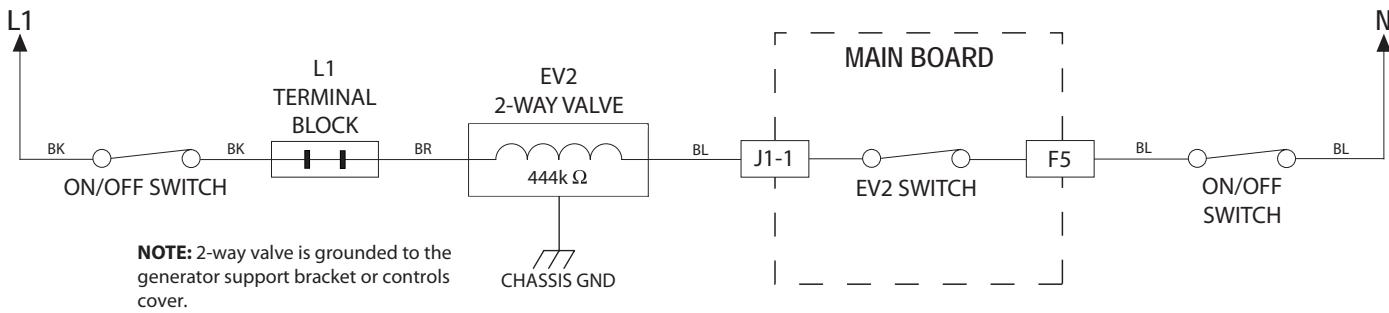 L1
N
MAIN BOARD
L1
TERMINAL
BLOCK
EV2
2-WAY VALVE
BK
BK
BR
444k Ω
BL
J1-1
F5
BL
BL
ON/OFF SWITCH
EV2 SWITCH
ON/OFF
SWITCH
NOTE: 2-way valve is grounded to the
generator support bracket or controls
cover.
CHASSIS GND